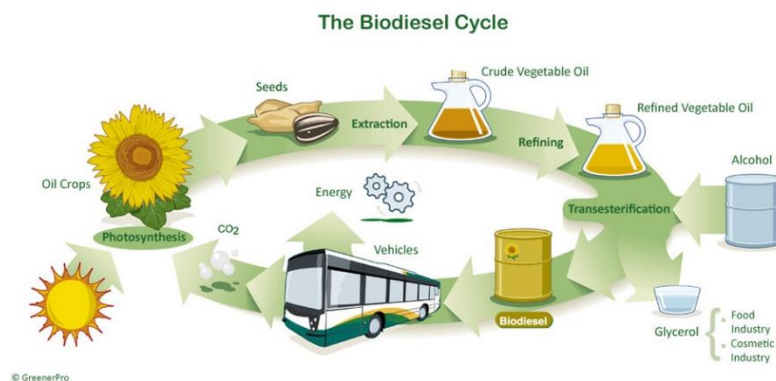 The Biodiesel Cycle
Seeds
Crude Vegetable Oil
Extraction
Refined Vegetable Oil
Refining
Alcohol
Oil Crops
Energy
Transesterification
Photosynthesis
CO2
Vehicles
Biodiesel
Glycerol
• Food
Industry
• Cosmetic
Industry
© GreenerPro